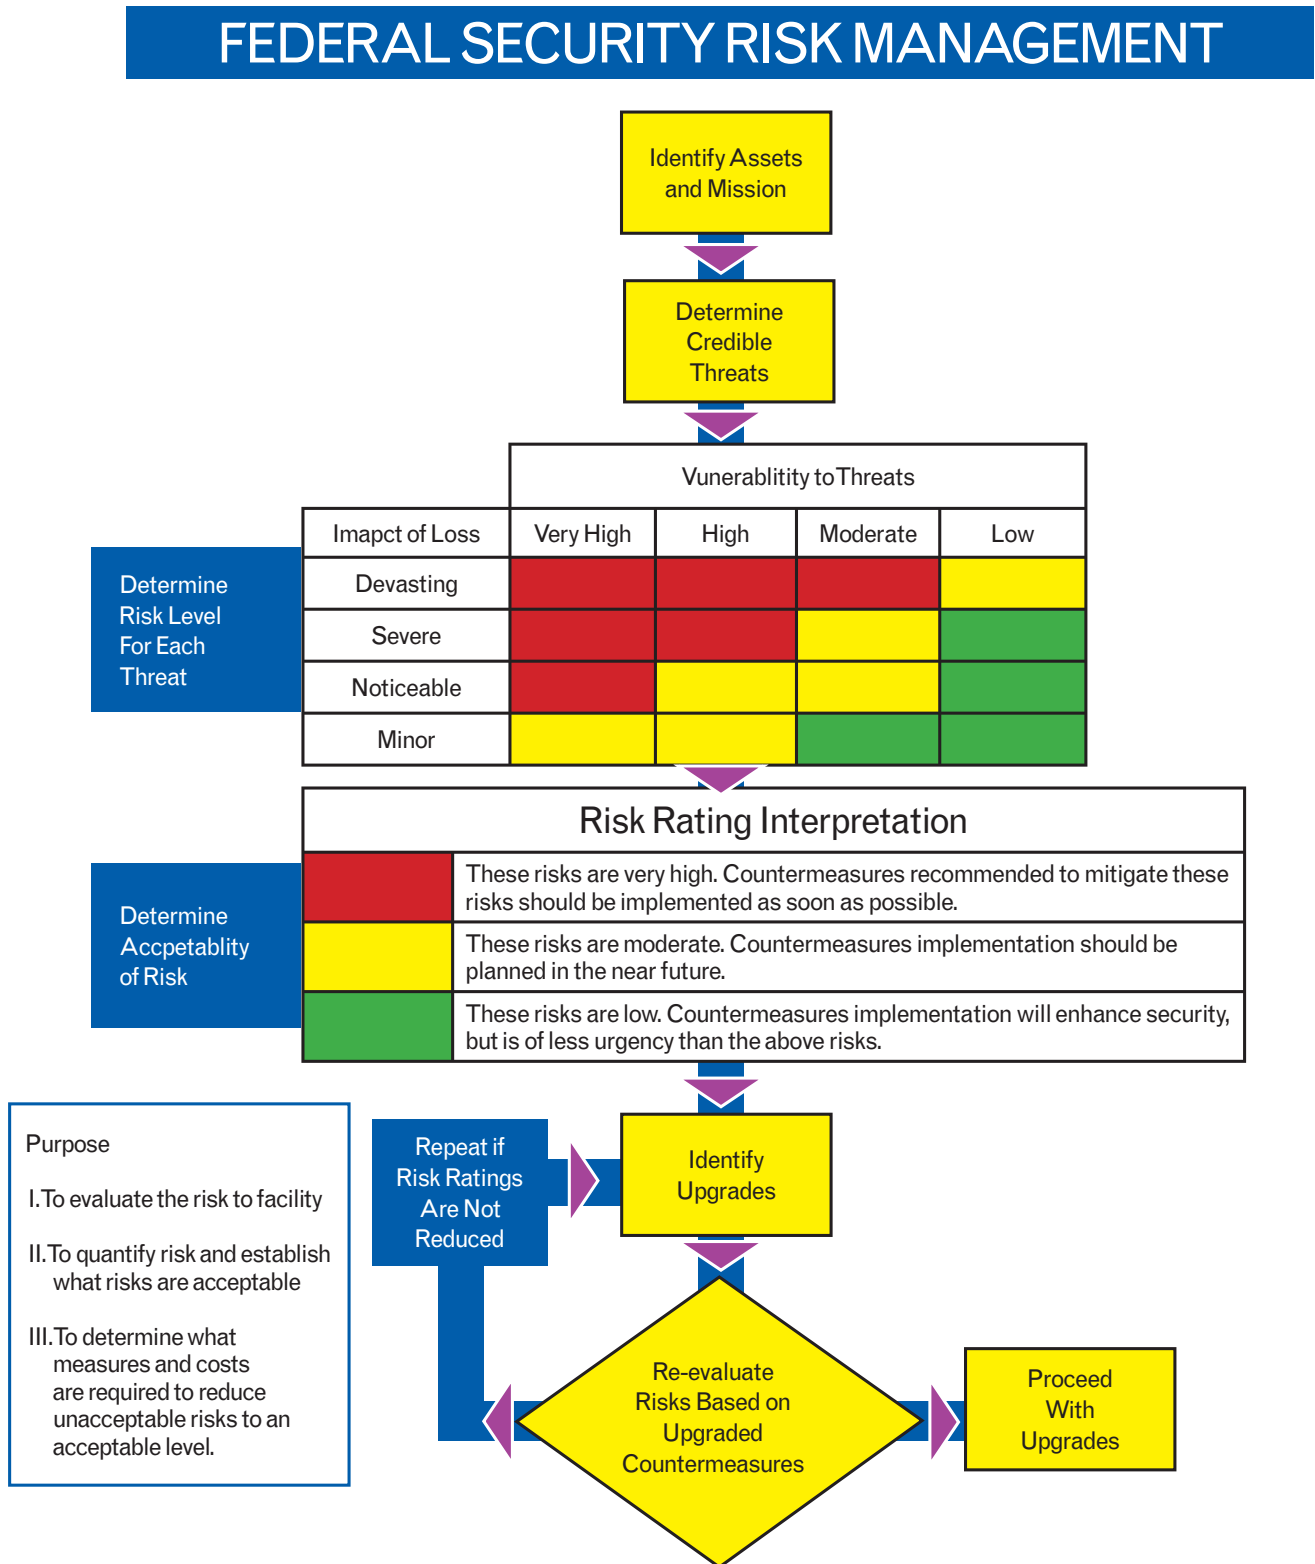 FEDERAL SECURITY RISK MANAGEMENT
Identify Assets
and Mission
Determine
Credible
Threats
Vunerablitity to Threats
Imapct of Loss
Very High
High
Moderate
Low
Determine
Risk Level
For Each
Threat
Devasting
Severe
Noticeable
Minor
Risk Rating Interpretation
Determine
Accpetablity
of Risk
These risks are very high. Countermeasures recommended to mitigate these
risks should be implemented as soon as possible.
These risks are moderate. Countermeasures implementation should be
planned in the near future.
These risks are low. Countermeasures implementation will enhance security,
but is of less urgency than the above risks.
Purpose
I.To evaluate the risk to facility
II.To quantify risk and establish
what risks are acceptable
III.To determine what
measures and costs
are required to reduce
unacceptable risks to an
acceptable level.
Repeat if
Risk Ratings
Are Not
Reduced
Identify
Upgrades
Re-evaluate
Risks Based on
Upgraded
Countermeasures
Proceed
With
Upgrades